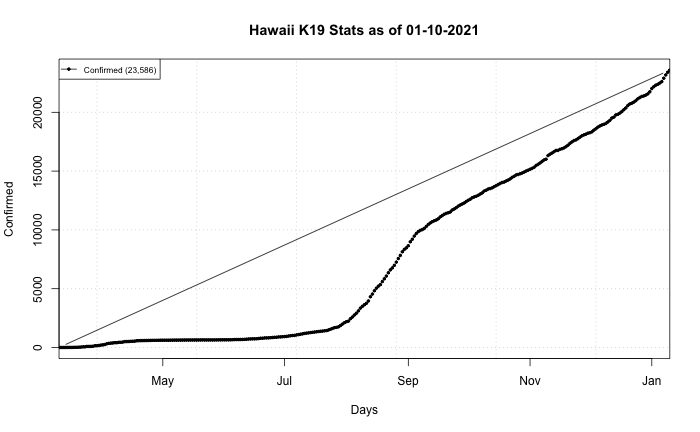 Hawaii K19 Stats as of 01-10-2021
Confirmed (23,586)
Confirmed
20000
15000
10000
5000
0
May Jul Sep Nov Jan
Days